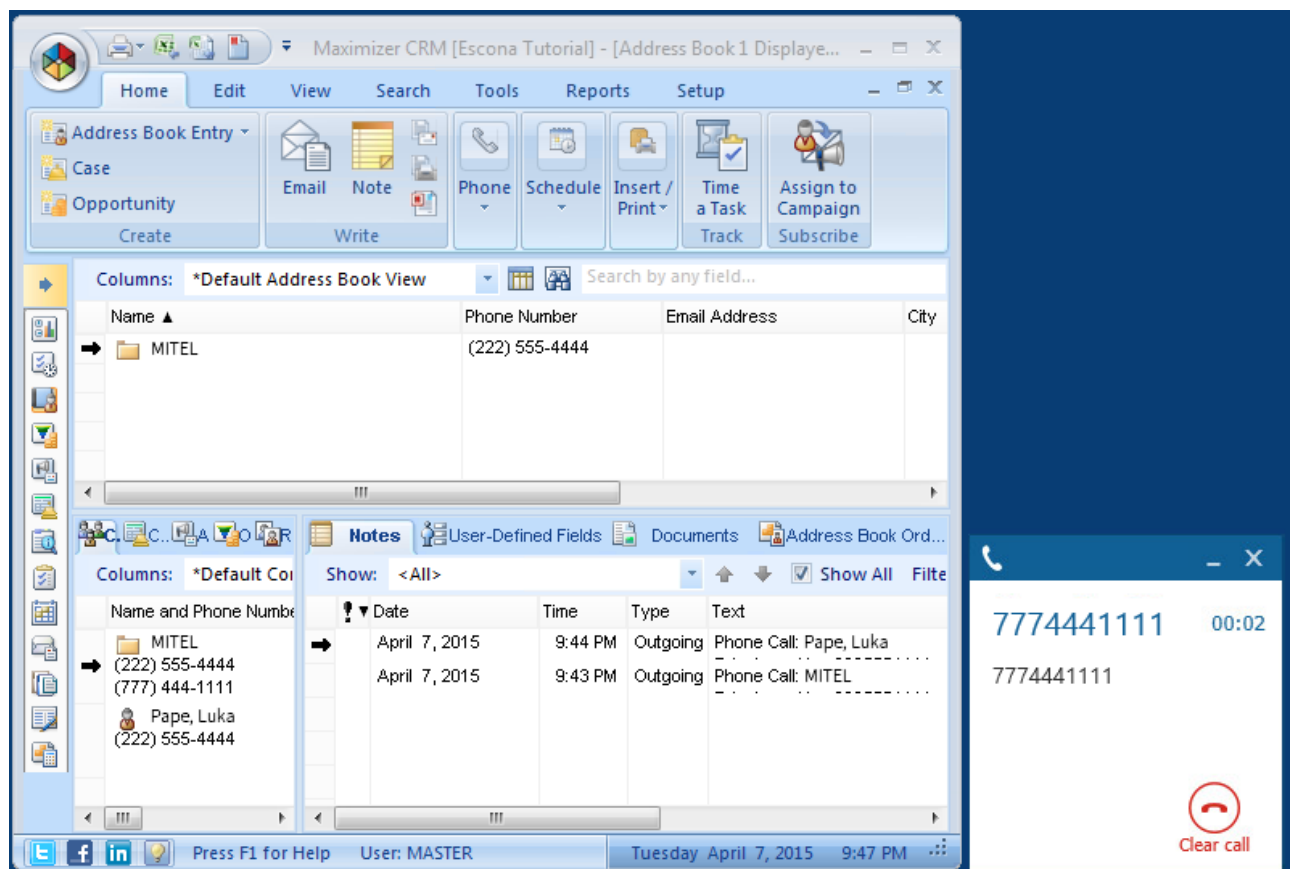 Maximizer CRM [Escona Tutorial] - [Address Book 1 Displaye...
Home Edit View Search Tools Reports Setup
Address Book Entry
Case
Opportunity
Create
Email Note
Write
Phone
Schedule
Insert / Print
Time a Task
Track
Assign to Campaign
Subscribe
Columns: *Default Address Book View Search by any field...
Name Phone Number Email Address City
MITEL (222) 555-4444
C. C.. A O R
Notes User-Defined Fields Documents Address Book Ord...
Columns: *Default Co
Show: <All> Show All Filte
Name and Phone Numbe
Date Time Type Text
MITEL
(222) 555-4444
(777) 444-1111
Pape, Luka
(222) 555-4444
April 7, 2015 9:44 PM Outgoing Phone Call: Pape, Luka
April 7, 2015 9:43 PM Outgoing Phone Call: MITEL
Press F1 for Help User: MASTER Tuesday April 7, 2015 9:47 PM
7774441111 00:02
7774441111
Clear call